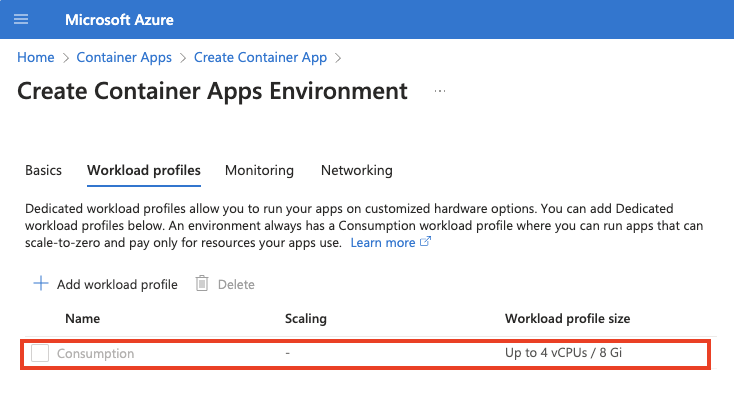 Microsoft Azure
Home > Container Apps > Create Container App >
Create Container Apps Environment ...
Basics Workload profiles Monitoring Networking
Dedicated workload profiles allow you to run your apps on customized hardware options. You can add Dedicated
workload profiles below. An environment always has a Consumption workload profile where you can run apps that can
scale-to-zero and pay only for resources your apps use. Learn more
+ Add workload profile Delete
Name Scaling Workload profile size
Consumption - Up to 4 vCPUs / 8 Gi